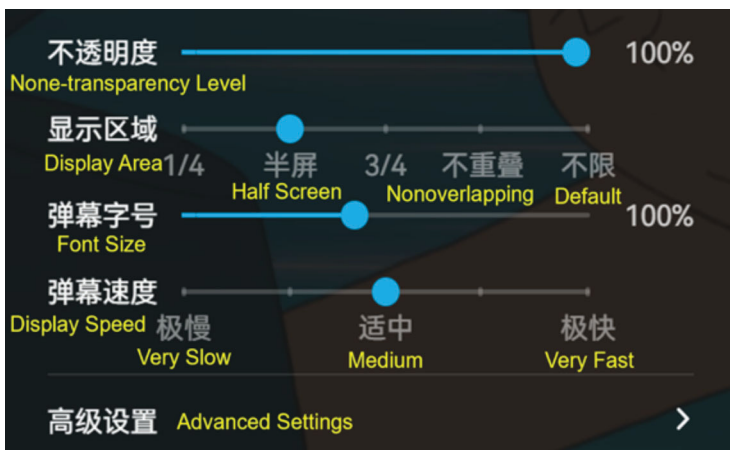 不透明度 100%
None-transparency Level
显示区域
Display Area 1/4 半屏 3/4 不重叠 不限
Half Screen Nonoverlapping Default
弹幕字号 100%
Font Size
弹幕速度
Display Speed 极慢 适中 极快
Very Slow Medium Very Fast
高级设置 Advanced Settings